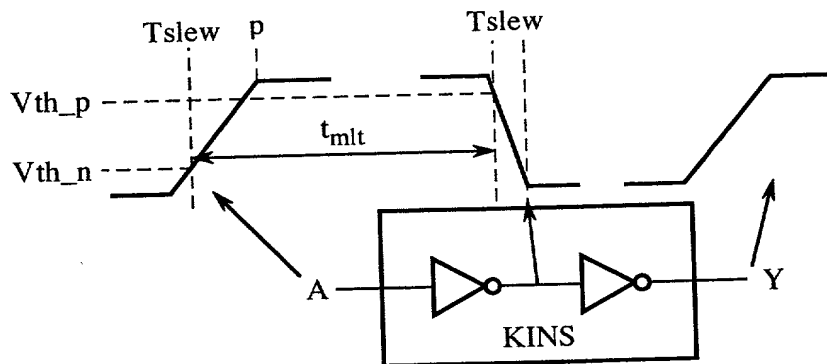 Tslew p Tslew
Vth_p
t_mlt
Vth_n
A
Y
KINS